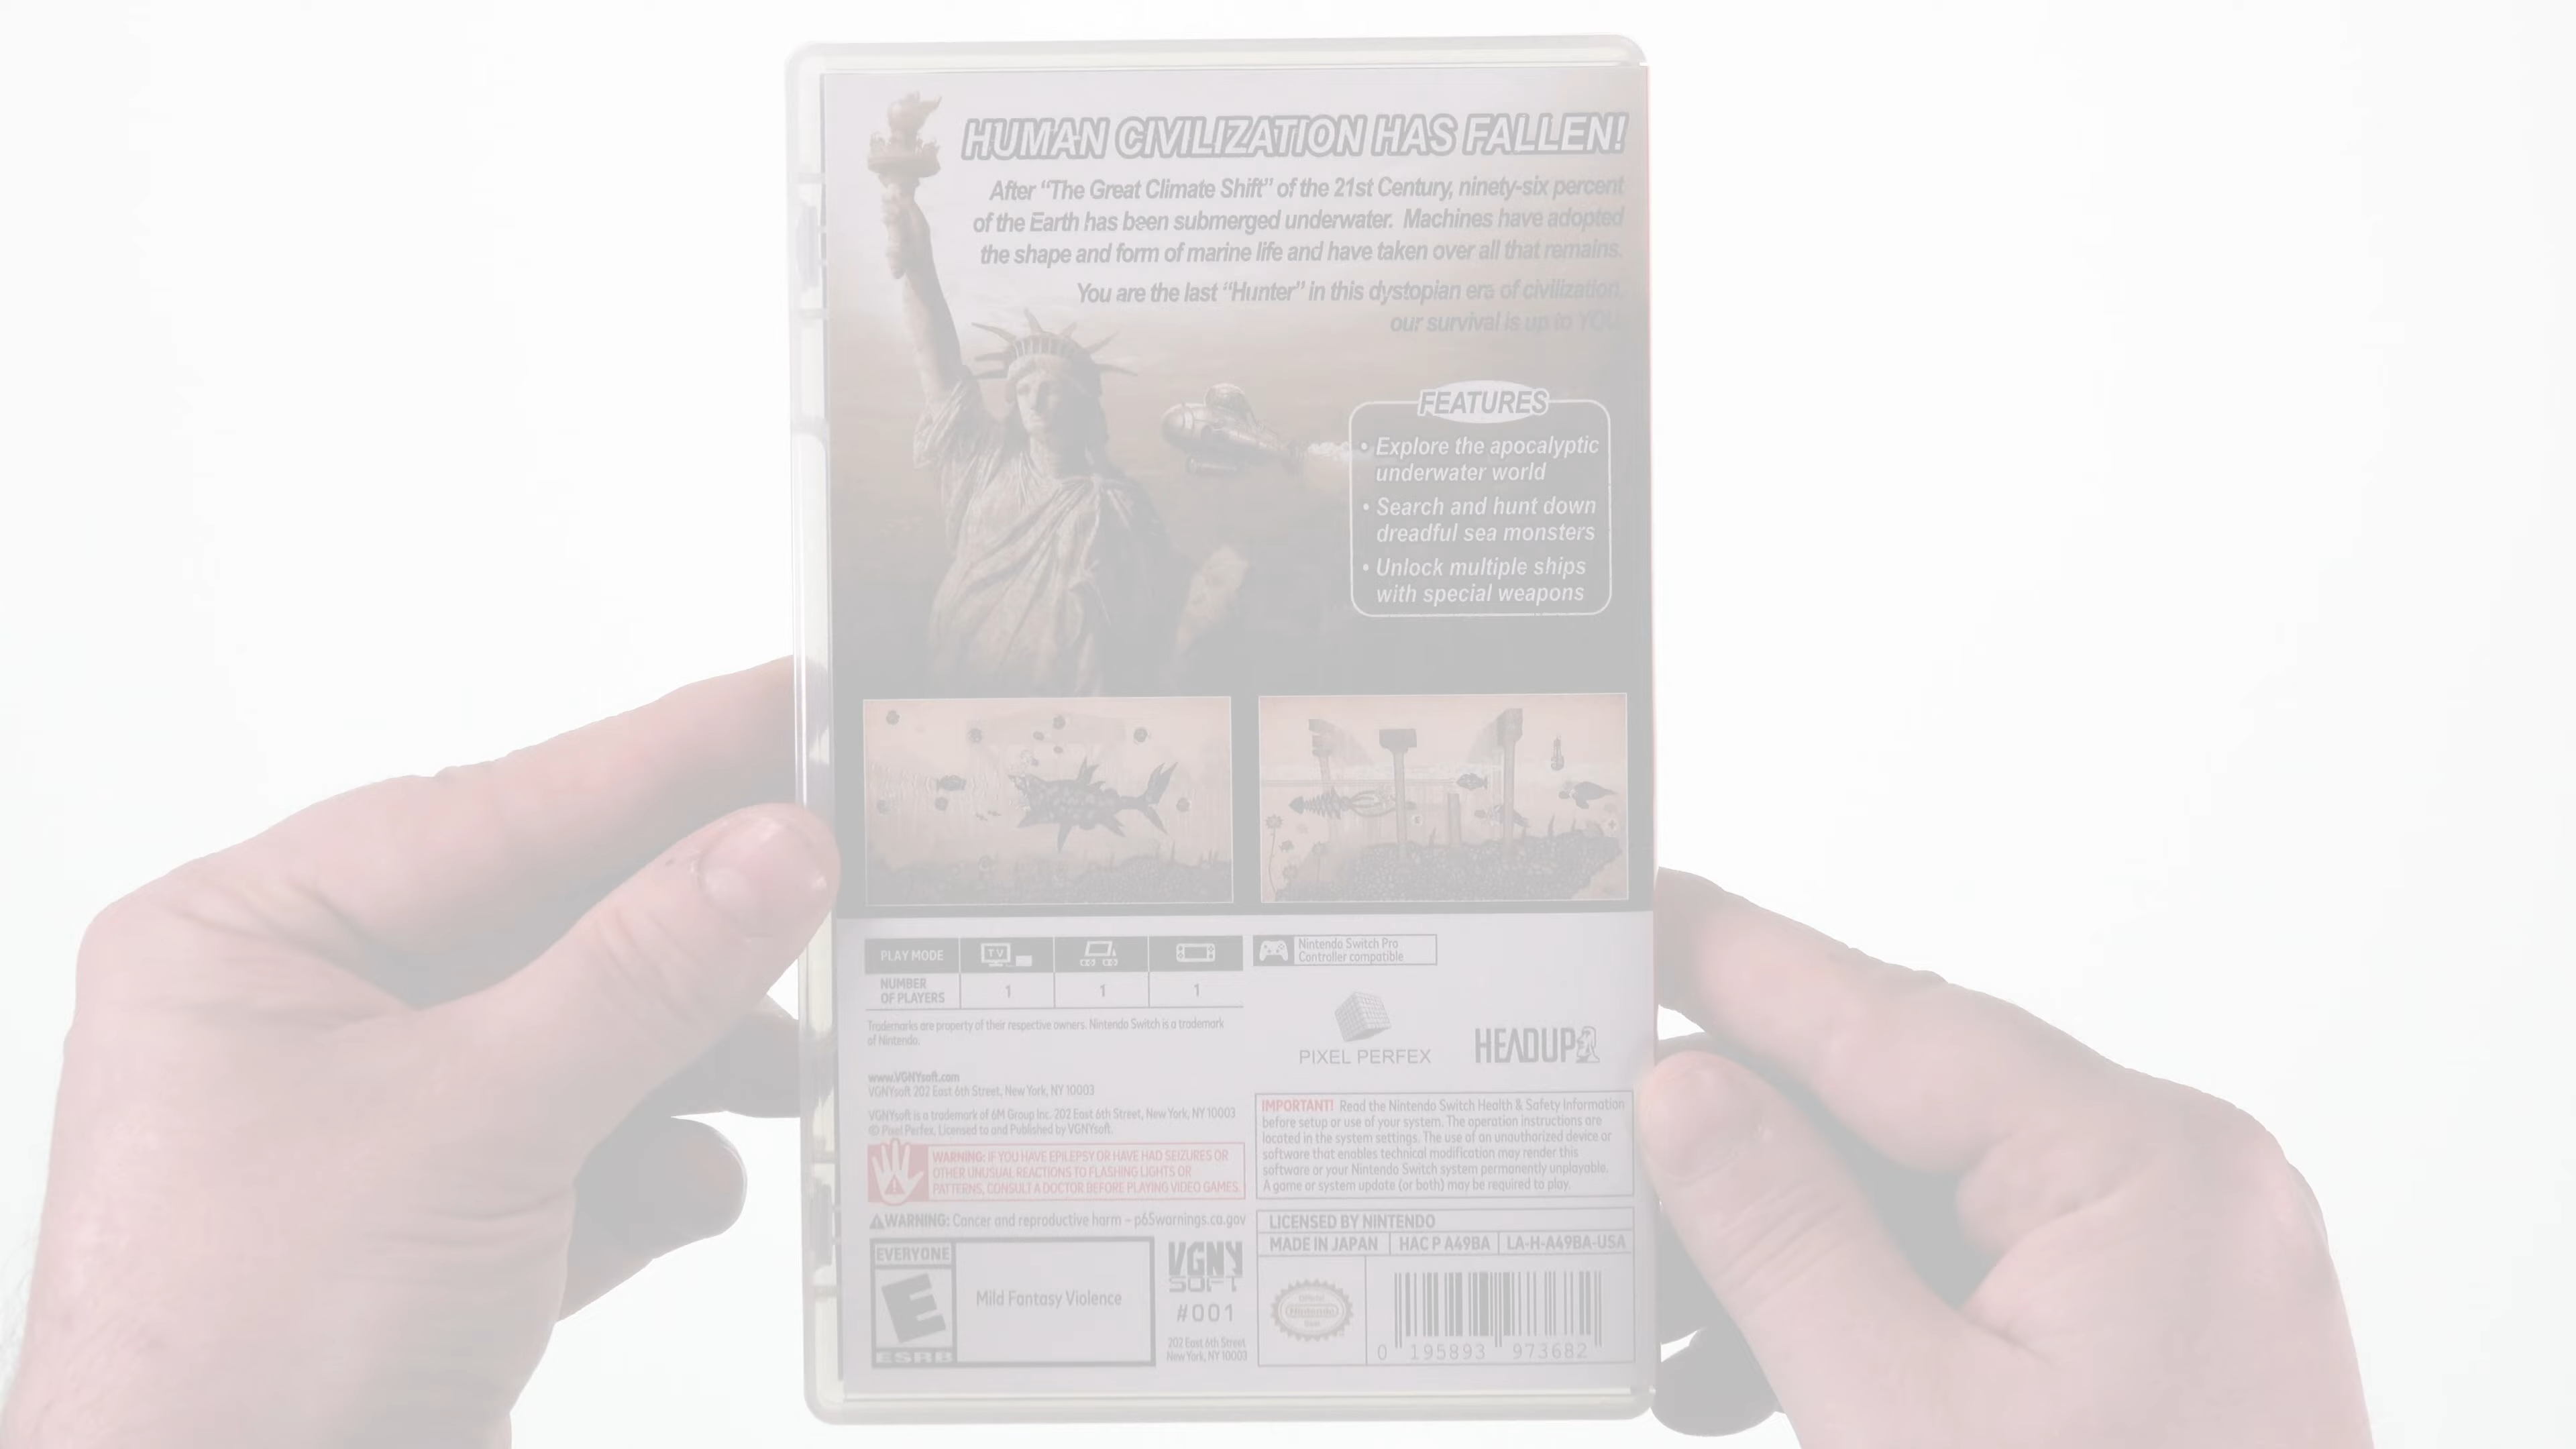 HUMAN CIVILIZATION HAS FALLEN!
After “The Great Climate Shift” of the 21st Century, ninety-six percent
of the Earth has been submerged underwater. Machines have adopted
the shape and form of marine life and have taken over all that remains.
You are the last “Hunter” in this dystopian era of civilization,
our survival is up to YOU.
FEATURES
• Explore the apocalyptic
underwater world
• Search and hunt down
dreadful sea monsters
• Unlock multiple ships
with special weapons
PLAY MODE
TV
NUMBER
OF PLAYERS
1 1 1
Nintendo Switch Pro
Controller compatible
Trademarks are property of their respective owners. Nintendo Switch is a trademark
of Nintendo.
PIXEL PERFEX
HEADUP
www.VGNYsoft.com
VGNYsoft 202 East 6th Street, New York, NY 10003
VGNYsoft is a trademark of 6M Group Inc. 202 East 6th Street, New York, NY 10003
© Pixel Perfex. Licensed to and Published by VGNYsoft.
WARNING: IF YOU HAVE EPILEPSY OR HAVE HAD SEIZURES OR
OTHER UNUSUAL REACTIONS TO FLASHING LIGHTS OR
PATTERNS, CONSULT A DOCTOR BEFORE PLAYING VIDEO GAMES.
IMPORTANT! Read the Nintendo Switch Health & Safety Information
before setup or use of your system. The operation instructions are
located in the system settings. The use of an unauthorized device or
software that enables technical modification may render this
software or your Nintendo Switch system permanently unplayable.
A game or system update (or both) may be required to play.
WARNING: Cancer and reproductive harm – p65warnings.ca.gov
EVERYONE
E
ESRB
Mild Fantasy Violence
VGNY
SOFT
#001
202 East 6th Street
New York, NY 10003
LICENSED BY NINTENDO
MADE IN JAPAN HAC P A49BA LA-H-A49BA-USA
Official
Nintendo
Seal
0 195893 973682